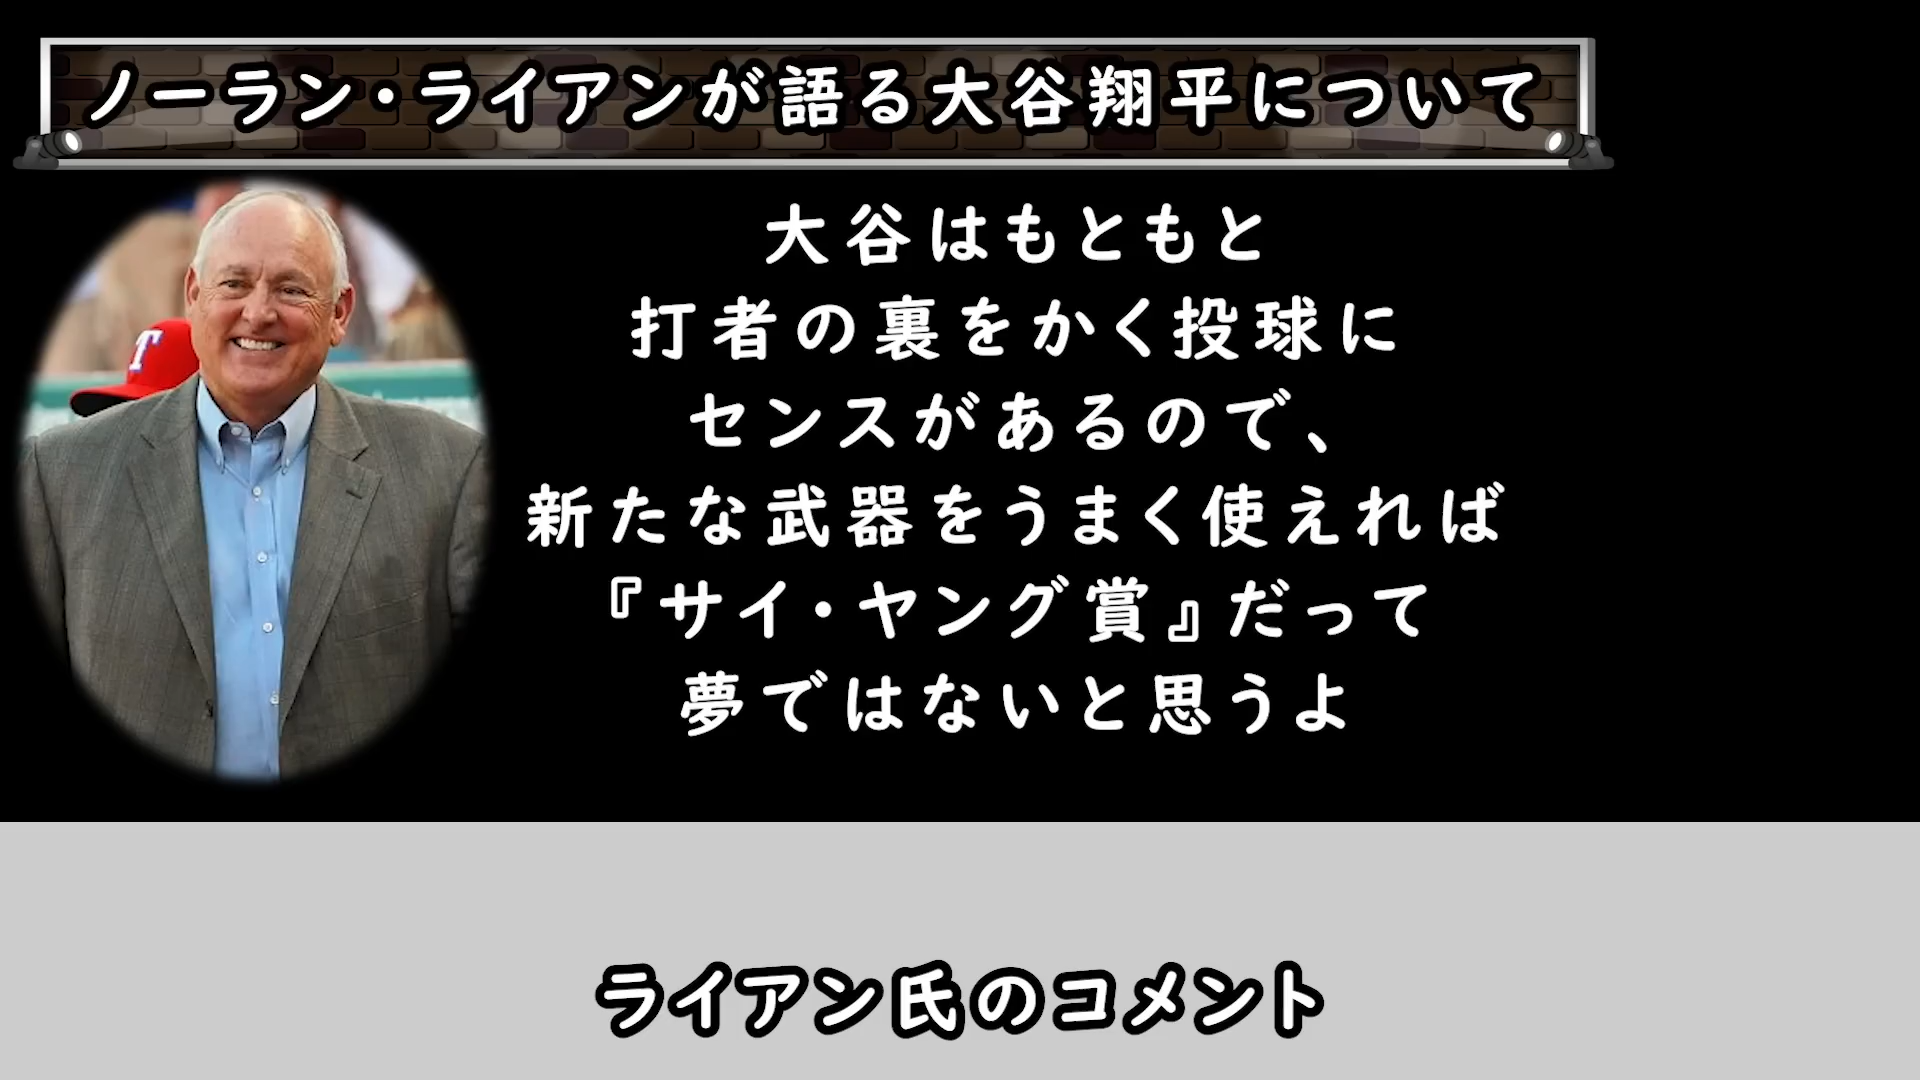 ノーラン・ライアンが語る大谷翔平について
大谷はもともと
打者の裏をかく投球に
センスがあるので、
新たな武器をうまく使えれば
『サイ・ヤング賞』だって
夢ではないと思うよ
T
ライアン氏のコメント